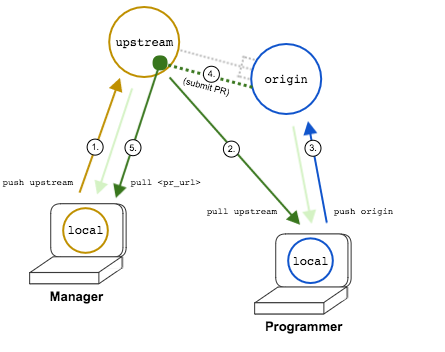 upstream
4.
(submit PR)
origin
1.
5.
2.
3.
push upstream
pull <pr_url>
pull upstream
push origin
local
local
Manager
Programmer